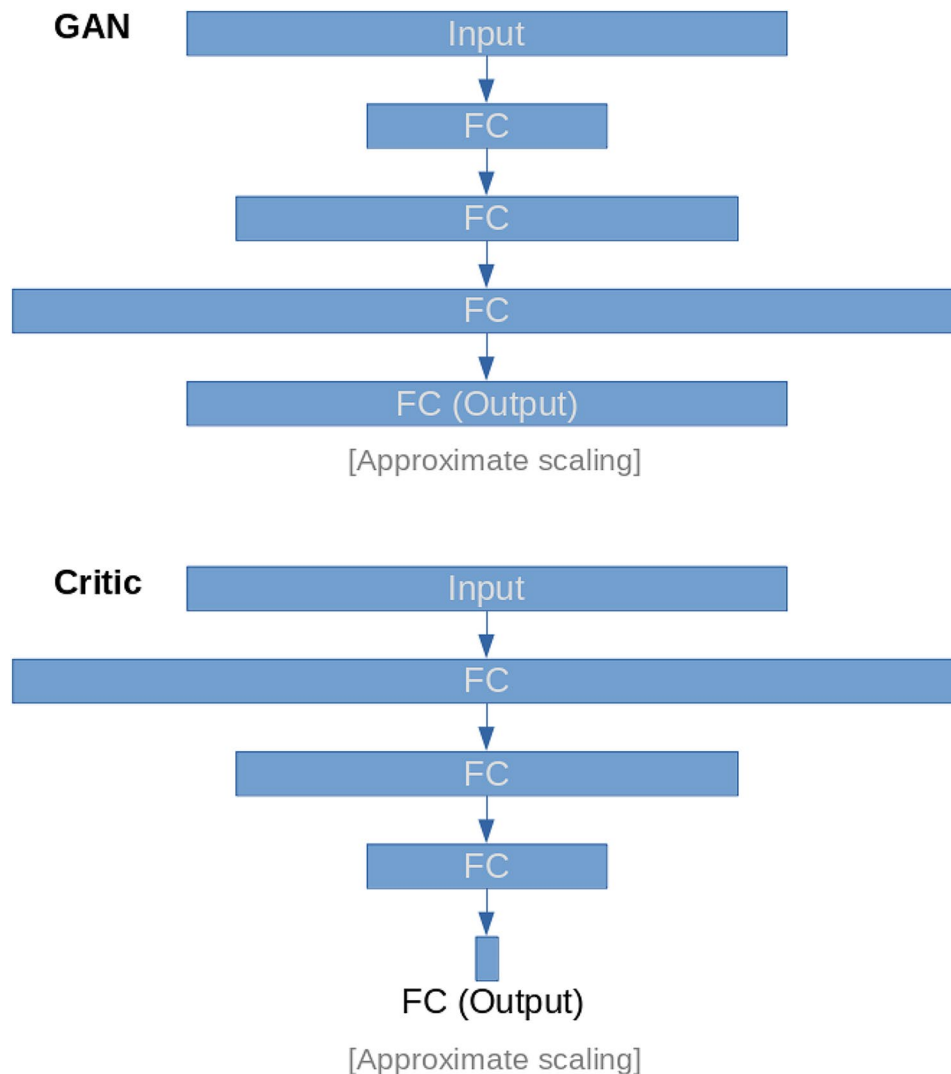 GAN
Input
FC
FC
FC
FC (Output)
[Approximate scaling]
Critic
Input
FC
FC
FC
FC (Output)
[Approximate scaling]